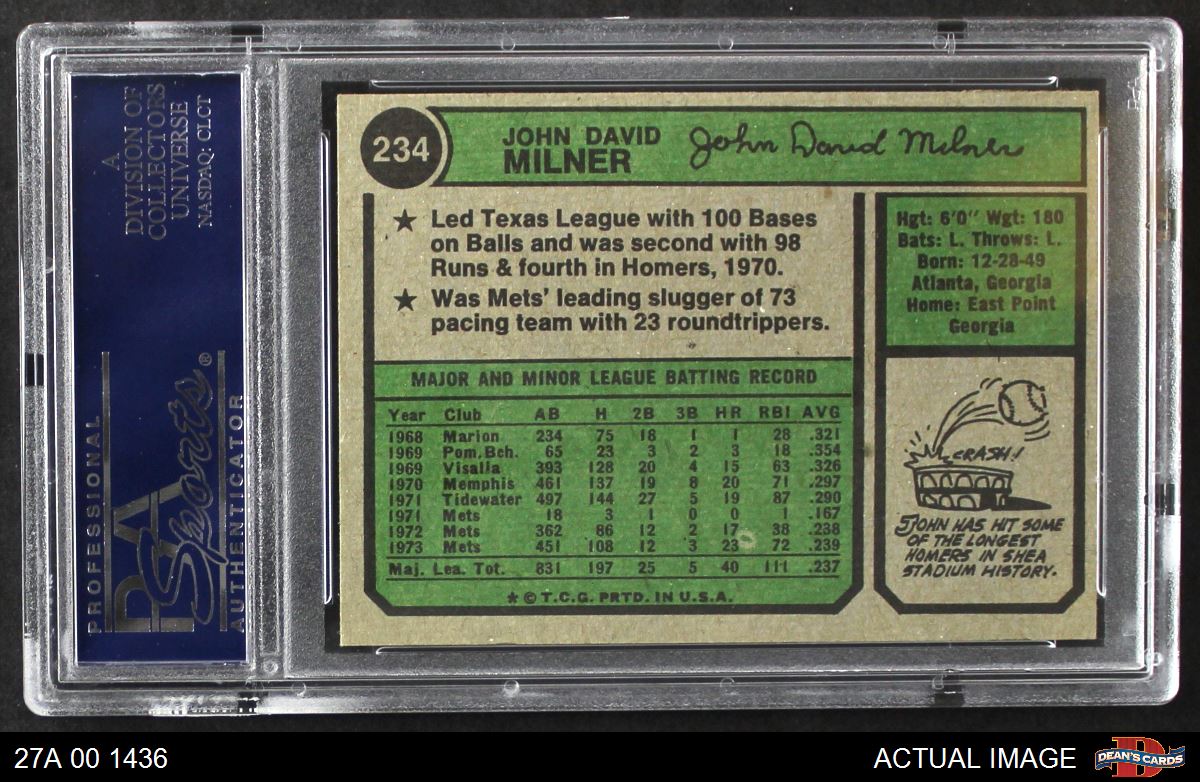 A
DIVISION OF
COLLECTORS
UNIVERSE
NASDAQ: CLCT
PROFESSIONAL
PSA
Sports®
AUTHENTICATOR
234
JOHN DAVID
MILNER
John David Milner
★ Led Texas League with 100 Bases
on Balls and was second with 98
Runs & fourth in Homers, 1970.
★ Was Mets' leading slugger of 73
pacing team with 23 roundtrippers.
Hgt: 6'0" Wgt: 180
Bats: L. Throws: L.
Born: 12-28-49
Atlanta, Georgia
Home: East Point
Georgia
MAJOR AND MINOR LEAGUE BATTING RECORD
Year Club AB H 2B 3B HR RBI AVG
1968 Marion 234 75 18 1 1 28 .321
1969 Pom. Bch. 65 23 3 2 3 18 .354
1969 Visalia 393 128 20 4 15 63 .326
1970 Memphis 461 137 19 8 20 71 .297
1971 Tidewater 497 144 27 5 19 87 .290
1971 Mets 18 3 1 0 0 1 .167
1972 Mets 362 86 12 2 17 38 .238
1973 Mets 451 108 12 3 23 72 .239
Maj. Lea. Tot. 831 197 25 5 40 111 .237
★ © T.C.G. PRTD. IN U.S.A.
CRASH!
JOHN HAS HIT SOME
OF THE LONGEST
HOMERS IN SHEA
STADIUM HISTORY.
27A 00 1436
ACTUAL IMAGE
DEAN'S CARDS